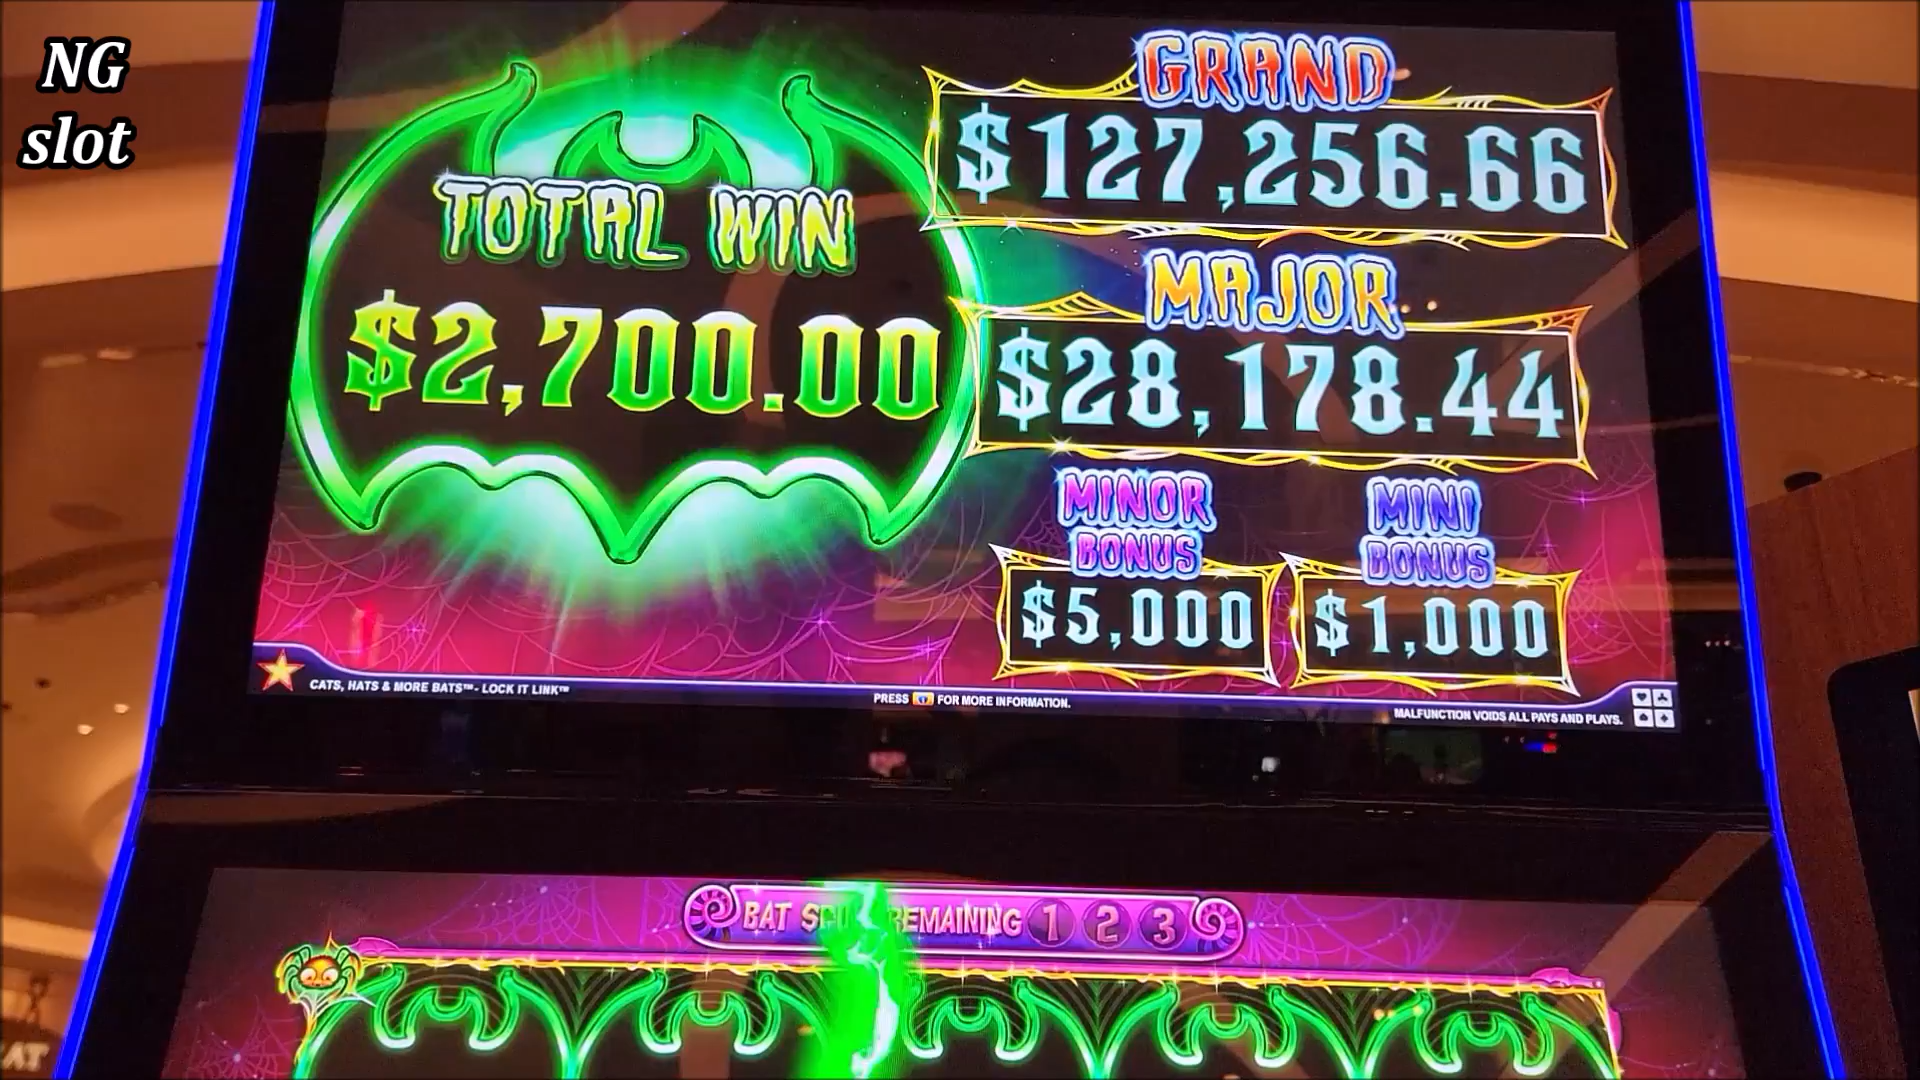 NG
slot
GRAND
$127,256.66
TOTAL WIN
$2,700.00
MAJOR
$28,178.44
MINOR
BONUS
$5,000
MINI
BONUS
$1,000
CATS, HATS & MORE BATS™ - LOCK IT LINK™
PRESS FOR MORE INFORMATION.
MALFUNCTION VOIDS ALL PAYS AND PLAYS.
BAT REMAINING 1 2 3